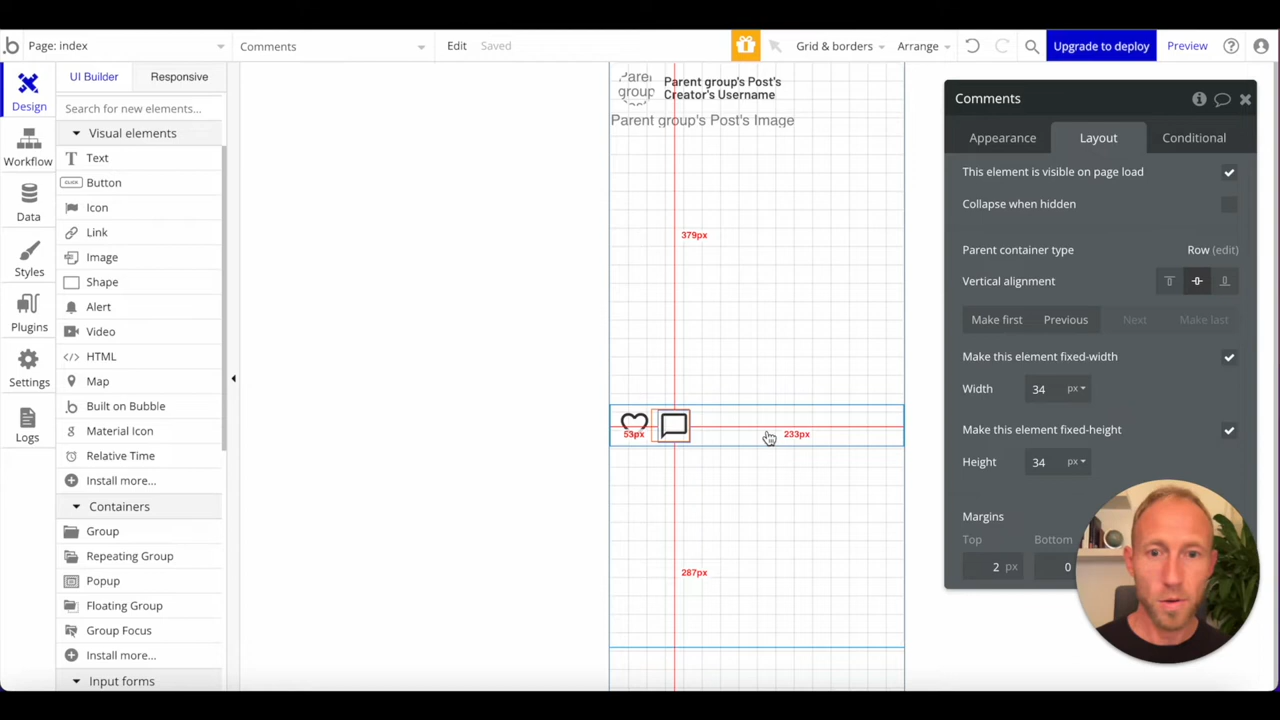 b Page: index Comments Edit Saved Grid & borders Arrange Upgrade to deploy Preview
Design
Workflow
Data
Styles
Plugins
Settings
Logs
UI Builder Responsive
Search for new elements...
Visual elements
Text
CLICK Button
Icon
Link
Image
Shape
Alert
Video
</> HTML
Map
b Built on Bubble
Material Icon
Relative Time
Install more...
Containers
Group
Repeating Group
Popup
Floating Group
Group Focus
Install more...
Input forms
Parent group's Post's
Creator's Username
Parent group's Post's Image
379px
53px
233px
287px
Comments
Appearance Layout Conditional
This element is visible on page load
Collapse when hidden
Parent container type Row (edit)
Vertical alignment
Make first Previous Next Make last
Make this element fixed-width
Width 34 px
Make this element fixed-height
Height 34 px
Margins
Top Bottom
2 px 0